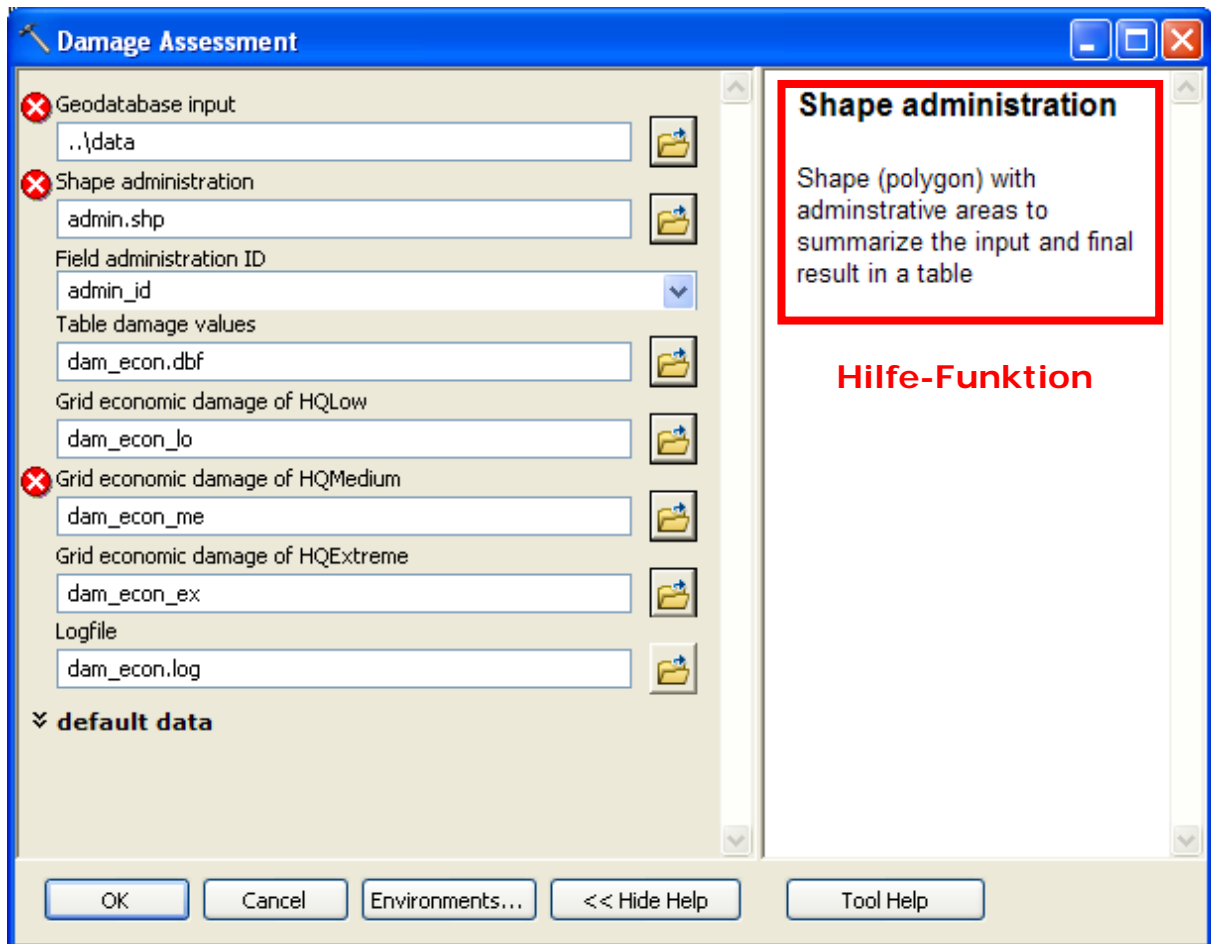 Damage Assessment
Geodatabase input
..\data
Shape administration
admin.shp
Field administration ID
admin_id
Table damage values
dam_econ.dbf
Grid economic damage of HQLow
dam_econ_lo
Grid economic damage of HQMedium
dam_econ_me
Grid economic damage of HQExtreme
dam_econ_ex
Logfile
dam_econ.log
default data
Shape administration
Shape (polygon) with
adminstrative areas to
summarize the input and final
result in a table
Hilfe-Funktion
OK
Cancel
Environments...
<< Hide Help
Tool Help